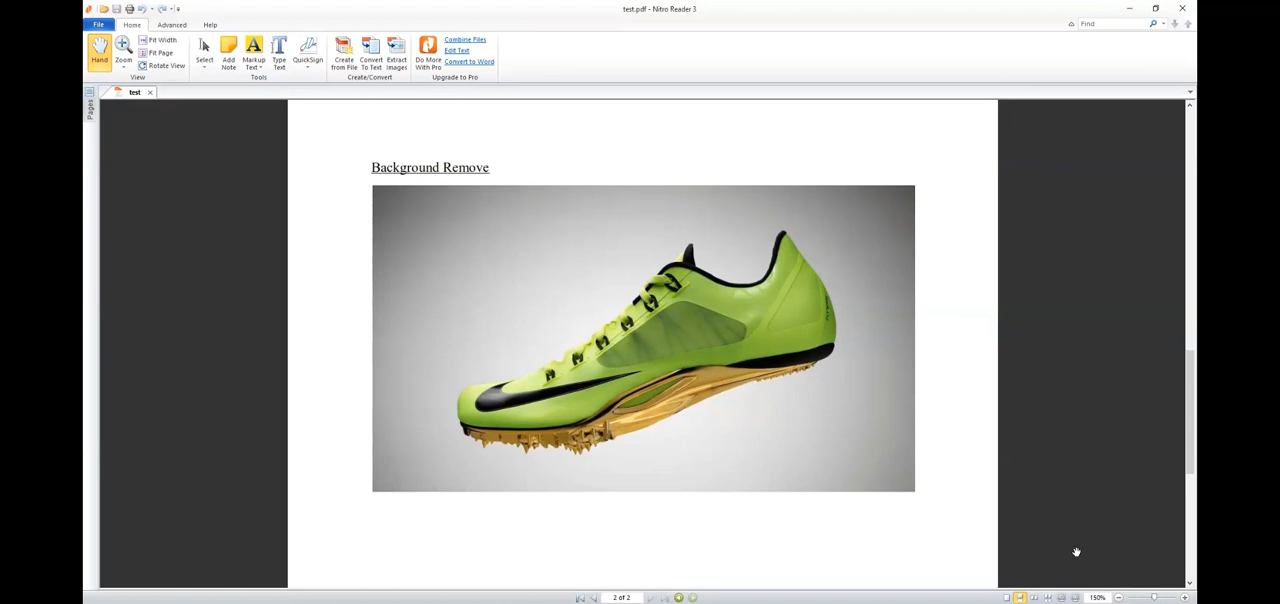 test.pdf - Nitro Reader 3
File Home Advanced Help Find
Hand
Zoom
Fit Width
Fit Page
Rotate View
View
Select
Add Note
Markup Text
Type Text
QuickSign
Tools
Create from File
Convert To Text
Extract Images
Create/Convert
Do More With Pro
Combine Files
Edit Text
Convert to Word
Upgrade to Pro
test
Pages
Background Remove
2 of 2
150%